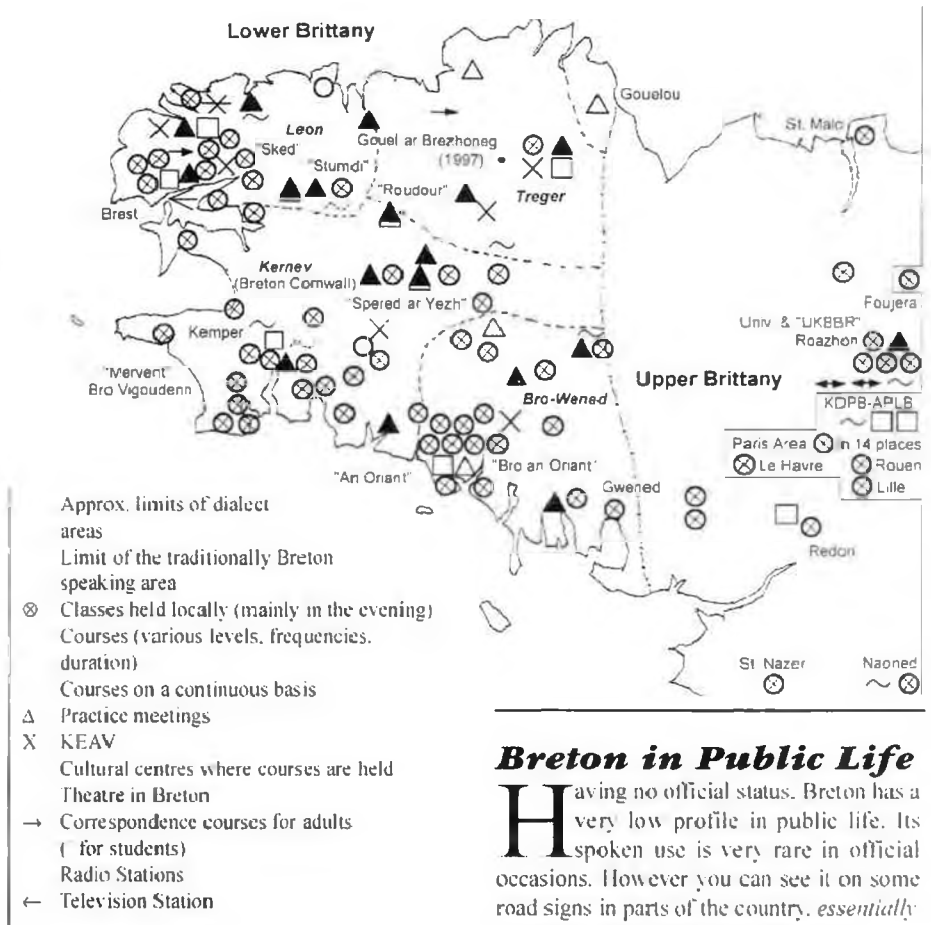 Lower Brittany
Gouelou
St. Malo
Leon
Gouel ar Brezhoneg
(1997)
"Sked"
"Stumdi"
"Roudour"
Treger
Brest
Kernev
(Breton Cornwall)
"Spered ar Yezh"
Foujera
Univ. & "UKBBR"
Roazhon
Kemper
"Mervent"
Bro Vigoudenn
Upper Brittany
Bro-Wened
KDPB-APLB
Paris Area in 14 places
Le Havre
Rouen
Lille
"An Oriant"
"Bro an Oriant"
Gwened
Redon
St Nazer
Naoned
Approx. limits of dialect
areas
Limit of the traditionally Breton
speaking area
⊗ Classes held locally (mainly in the evening)
Courses (various levels, frequencies,
duration)
Courses on a continuous basis
Δ Practice meetings
X KEAV
Cultural centres where courses are held
Theatre in Breton
→ Correspondence courses for adults
( for students)
Radio Stations
← Television Station
Breton in Public Life
Having no official status, Breton has a
very low profile in public life. Its
spoken use is very rare in official
occasions. However you can see it on some
road signs in parts of the country, essentially